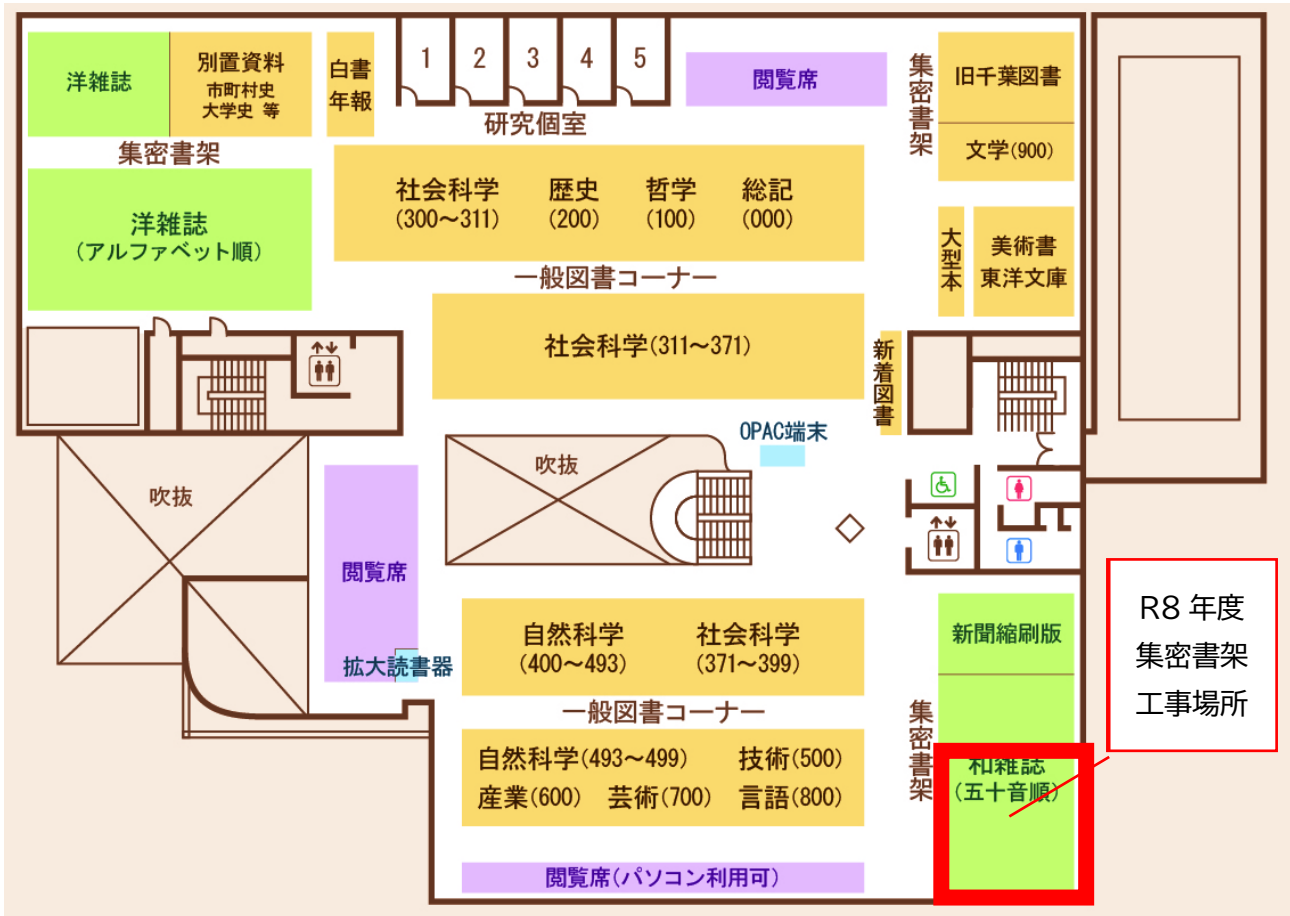 洋雑誌
別置資料
市町村史
大学史 等
白書
年報
1
2
3
4
5
研究個室
閲覧席
集密書架
旧千葉図書
文学(900)
集密書架
洋雑誌
(アルファベット順)
社会科学
(300〜311)
歴史
(200)
哲学
(100)
総記
(000)
一般図書コーナー
大型本
美術書
東洋文庫
社会科学(311〜371)
新着図書
OPAC端末
吹抜
吹抜
閲覧席
拡大読書器
自然科学
(400〜493)
社会科学
(371〜399)
一般図書コーナー
自然科学(493〜499)
技術(500)
産業(600)
芸術(700)
言語(800)
閲覧席(パソコン利用可)
新聞縮刷版
集密書架
和雑誌
(五十音順)
R8 年度
集密書架
工事場所